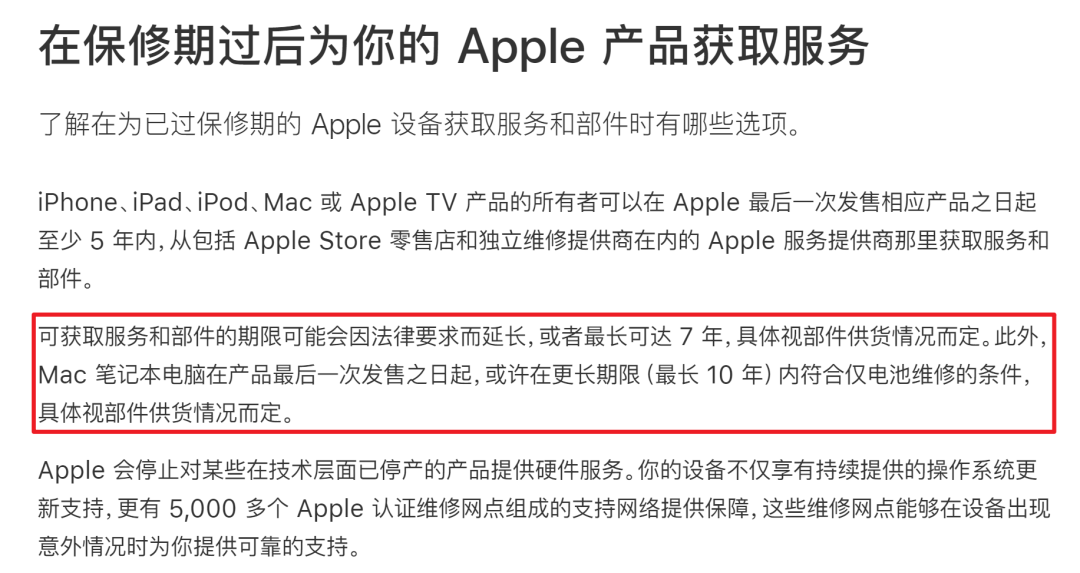 在保修期过后为你的 Apple 产品获取服务
了解在为已过保修期的 Apple 设备获取服务和部件时有哪些选项。
iPhone、iPad、iPod、Mac 或 Apple TV 产品的所有者可以在 Apple 最后一次发售相应产品之日起
至少 5 年内，从包括 Apple Store 零售店和独立维修提供商在内的 Apple 服务提供商那里获取服务和
部件。
可获取服务和部件的期限可能会因法律要求而延长，或者最长可达 7 年，具体视部件供货情况而定。此外，
Mac 笔记本电脑在产品最后一次发售之日起，或许在更长期限（最长 10 年）内符合仅电池维修的条件，
具体视部件供货情况而定。
Apple 会停止对某些在技术层面已停产的产品提供硬件服务。你的设备不仅享有持续提供的操作系统更
新支持，更有 5,000 多个 Apple 认证维修网点组成的支持网络提供保障，这些维修网点能够在设备出现
意外情况时为你提供可靠的支持。